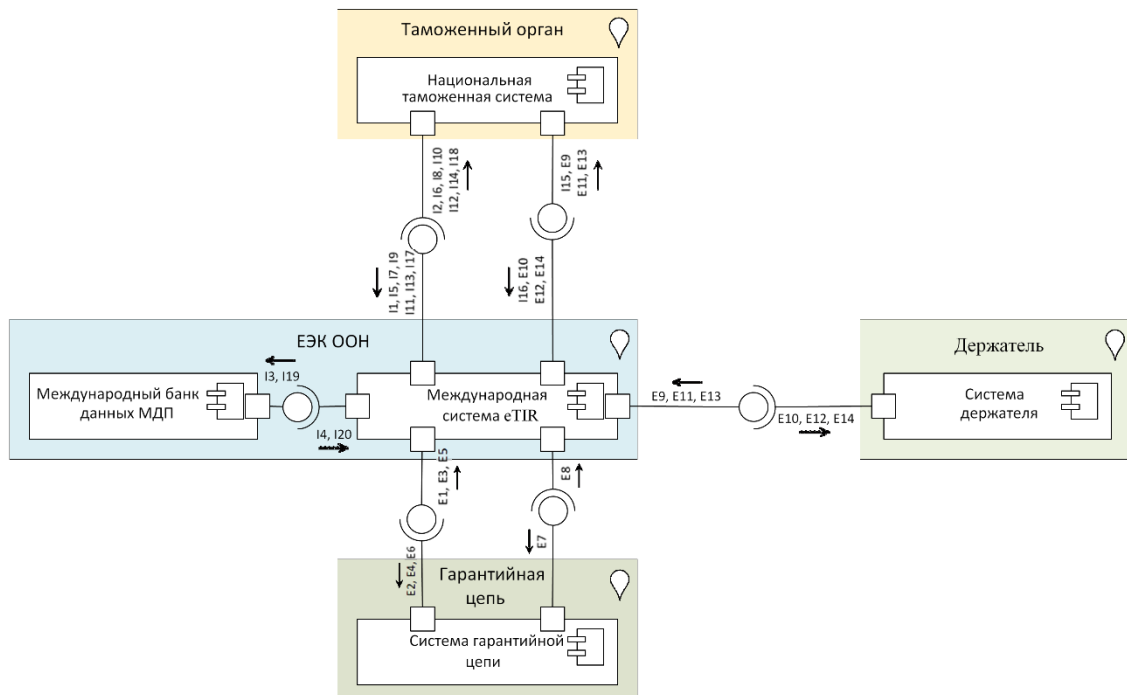 Таможенный орган
Национальная
таможенная система
I2, I6, I8, I10
I12, I14, I18
I15, E9
E11, E13
I1, I5, I7, I9
I11, I13, I17
I16, E10
E12, E14
ЕЭК ООН
I3, I19
Международный банк
данных МДП
I4, I20
Международная
система eTIR
E9, E11, E13
E10, E12, E14
Держатель
Система
держателя
E1, E3, E5
E8
E2, E4, E6
E7
Гарантийная
цепь
Система гарантийной
цепи